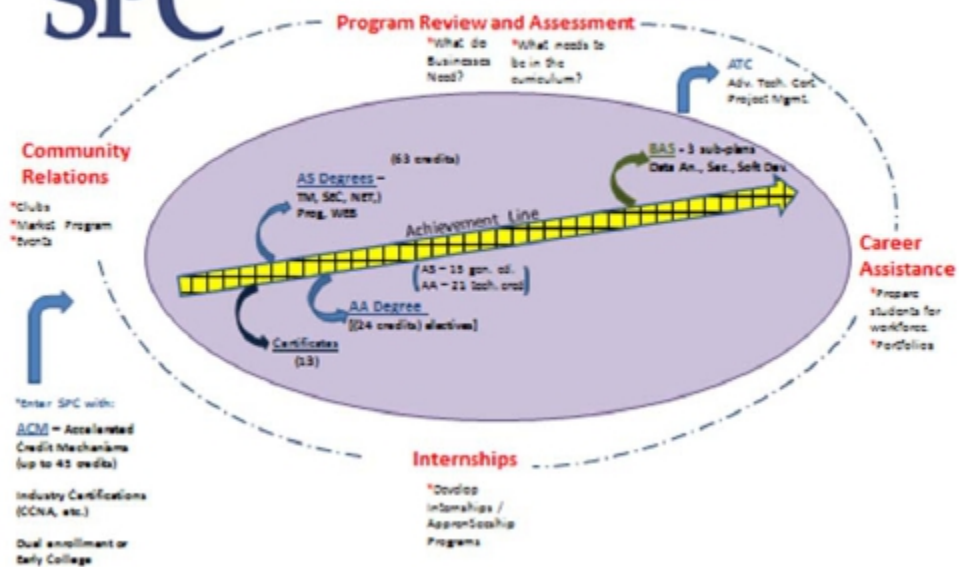 SPC
Program Review and Assessment
*What do
Businesses
Need?
*What needs to
be in the
curriculum?
ATC
Adv. Tech. Cert.
Project Mgmt.
Community
Relations
*Clubs
*Market Program
*Events
(63 credits)
AS Degrees –
TM, SEC, NET,)
Prog, WEB
BAS - 3 sub-plans
Data An., Sec., Soft Dev.
Achievement Line
(AS – 15 gen. ed.
AA – 21 tech. cred)
AA Degree
[(24 credits) electives]
Certificates
(13)
Career
Assistance
*Prepare
students for
workforce.
*Portfolios
*Enter SPC with:
ACM – Accelerated
Credit Mechanisms
(up to 45 credits)
Industry Certifications
(CCNA, etc.)
Dual enrollment or
Early College
Internships
*Develop
Internships /
Apprenticeship
Programs